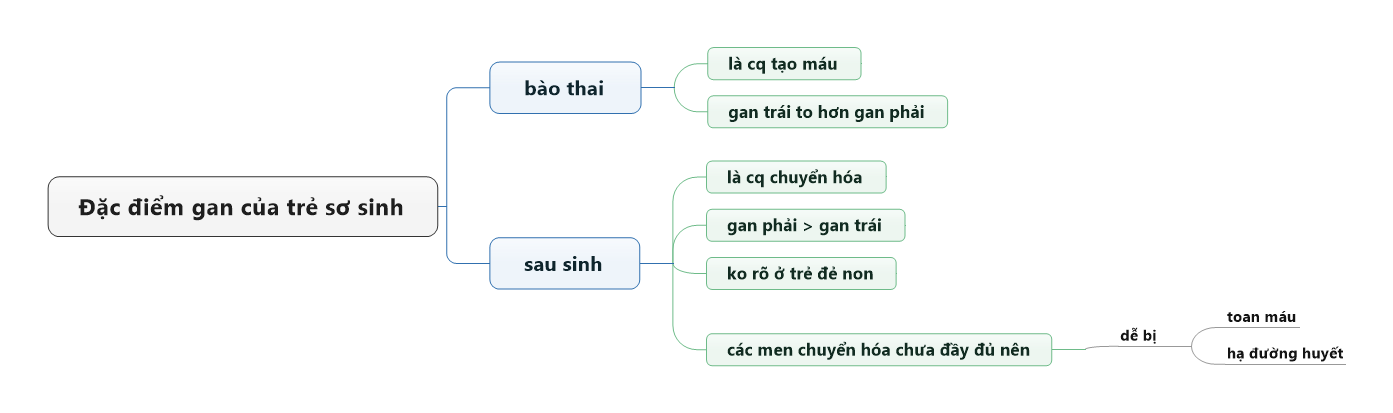 Đặc điểm gan của trẻ sơ sinh
bào thai
là cq tạo máu
gan trái to hơn gan phải
sau sinh
là cq chuyển hóa
gan phải > gan trái
ko rõ ở trẻ đẻ non
các men chuyển hóa chưa đầy đủ nên
dễ bị
toan máu
hạ đường huyết